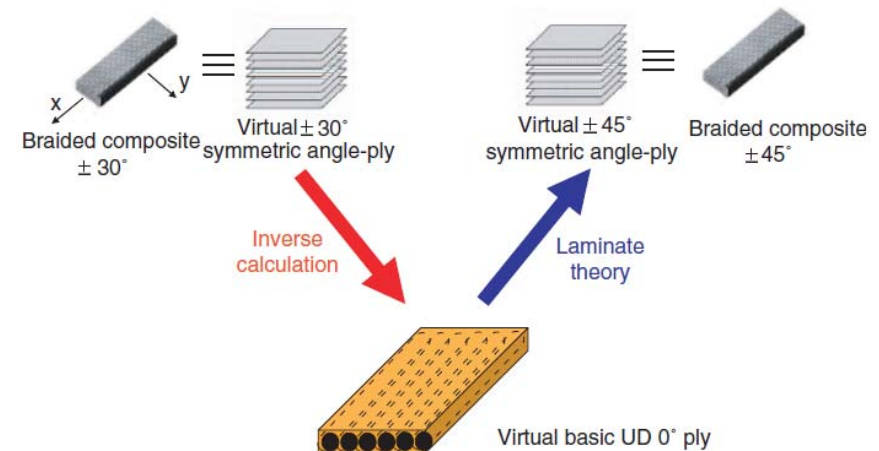 x
y
Braided composite
± 30˚
Virtual ± 30˚
symmetric angle-ply
Virtual ± 45˚
symmetric angle-ply
Braided composite
± 45˚
Inverse
calculation
Laminate
theory
Virtual basic UD 0˚ ply